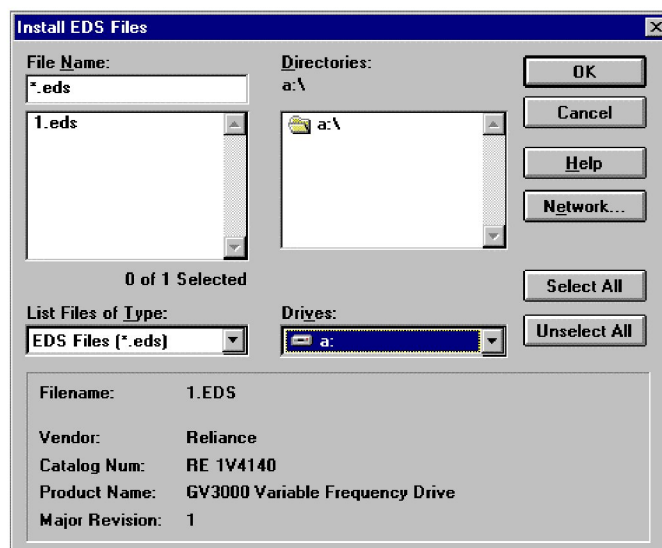 Install EDS Files
File Name:
*.eds
1.eds
0 of 1 Selected
List Files of Type:
EDS Files (*.eds)
Directories:
a:\
a:\
Drives:
a:
OK
Cancel
Help
Network...
Select All
Unselect All
Filename: 1.EDS
Vendor: Reliance
Catalog Num: RE 1V4140
Product Name: GV3000 Variable Frequency Drive
Major Revision: 1